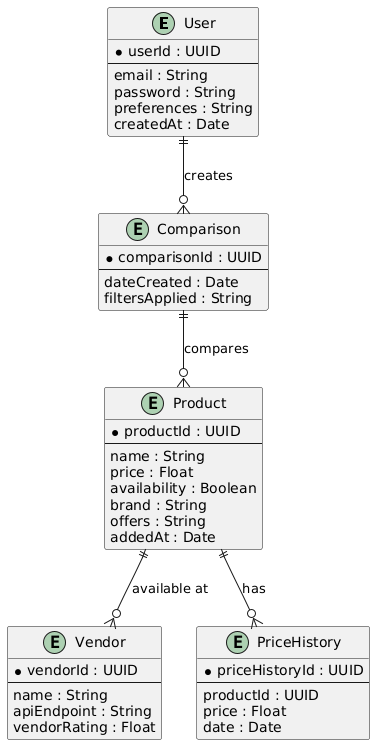 E User
* userId : UUID
email : String
password : String
preferences : String
createdAt : Date
creates
E Comparison
* comparisonId : UUID
dateCreated : Date
filtersApplied : String
compares
E Product
* productId : UUID
name : String
price : Float
availability : Boolean
brand : String
offers : String
addedAt : Date
available at
has
E Vendor
* vendorId : UUID
name : String
apiEndpoint : String
vendorRating : Float
E PriceHistory
* priceHistoryId : UUID
productId : UUID
price : Float
date : Date